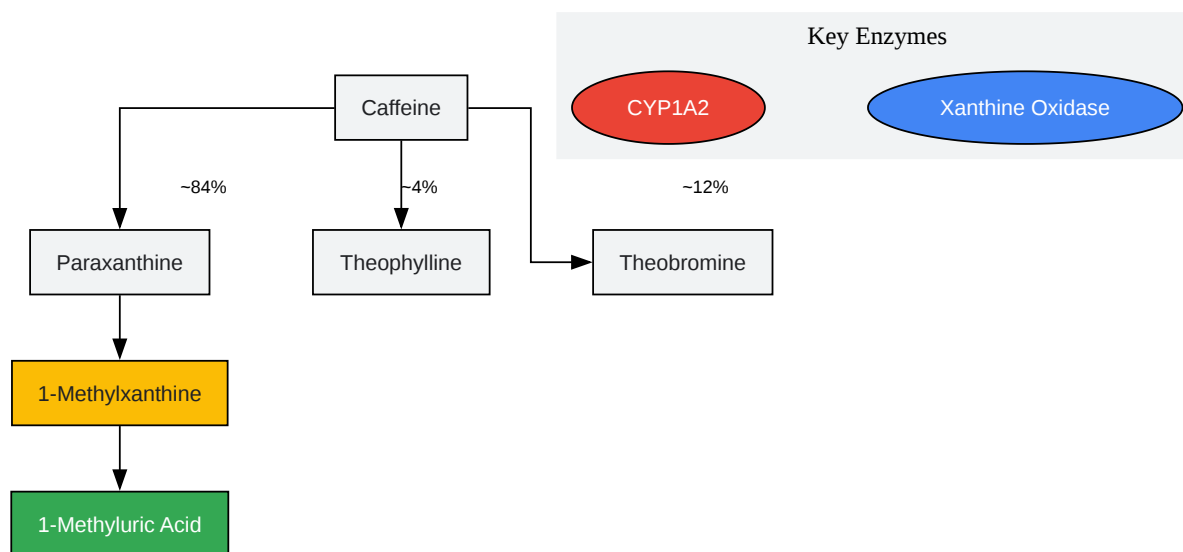 Key Enzymes
Caffeine
CYP1A2
Xanthine Oxidase
~84%
~4%
~12%
Paraxanthine
Theophylline
Theobromine
1-Methylxanthine
1-Methyluric Acid